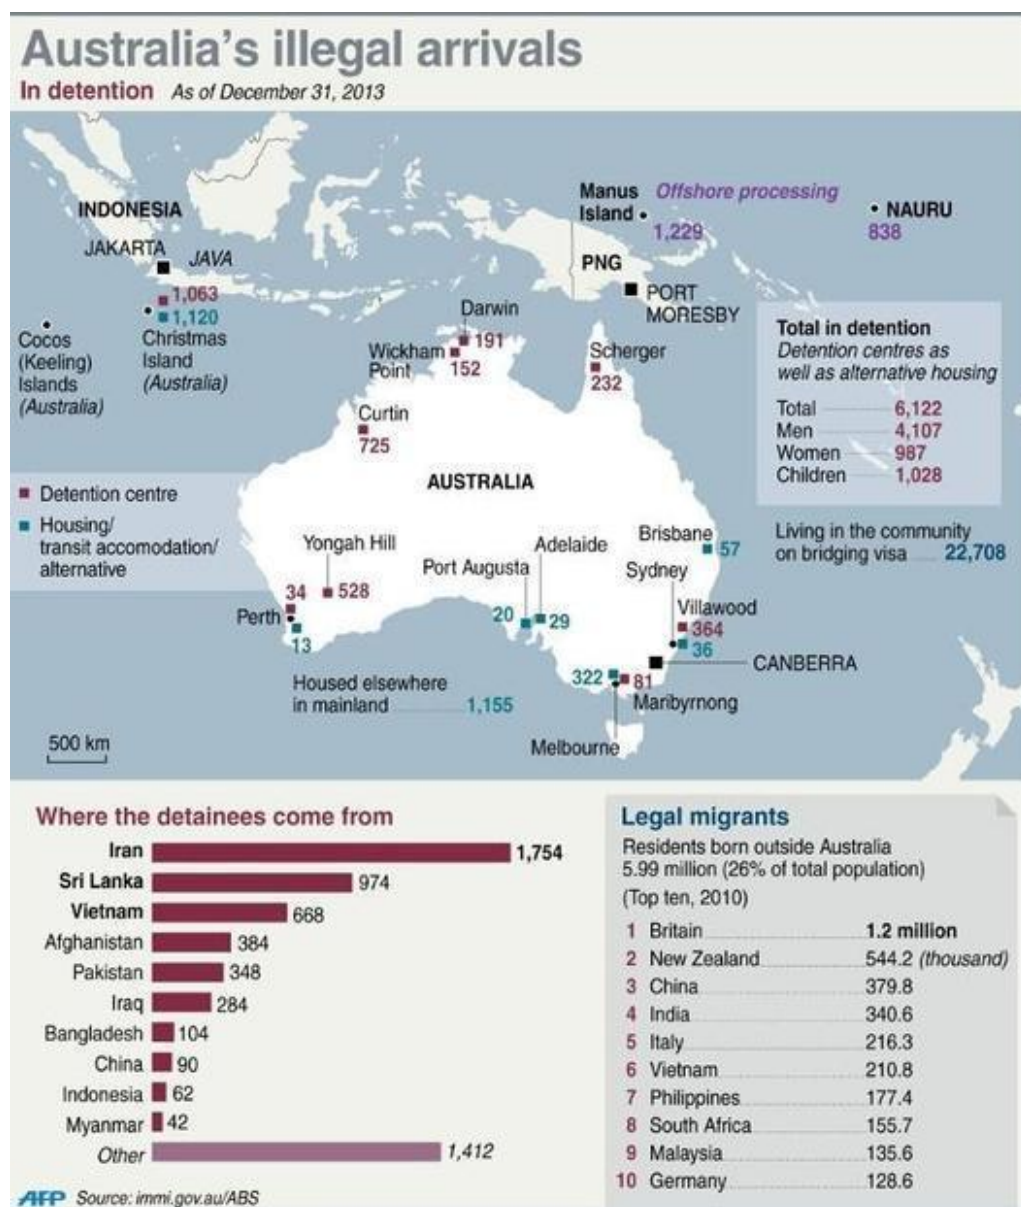 Australia's illegal arrivals
In detention As of December 31, 2013
Manus
Island
Offshore processing
1,229
NAURU
838
INDONESIA
JAKARTA
JAVA
PNG
PORT
MORESBY
1,063
1,120
Christmas
Island
(Australia)
Cocos
(Keeling)
Islands
(Australia)
Darwin
191
Wickham
Point
152
Scherger
232
Curtin
725
Total in detention
Detention centres as
well as alternative housing
Total 6,122
Men 4,107
Women 987
Children 1,028
AUSTRALIA
Detention centre
Housing/
transit accomodation/
alternative
Living in the community
on bridging visa 22,708
Yongah Hill
528
Perth
34
13
Port Augusta
20
Adelaide
29
Brisbane
57
Sydney
Villawood
364
36
CANBERRA
322
81
Maribyrnong
Melbourne
Housed elsewhere
in mainland 1,155
500 km
Where the detainees come from
Iran 1,754
Sri Lanka 974
Vietnam 668
Afghanistan 384
Pakistan 348
Iraq 284
Bangladesh 104
China 90
Indonesia 62
Myanmar 42
Other 1,412
AFP Source: immi.gov.au/ABS
Legal migrants
Residents born outside Australia
5.99 million (26% of total population)
(Top ten, 2010)
1 Britain 1.2 million
2 New Zealand 544.2 (thousand)
3 China 379.8
4 India 340.6
5 Italy 216.3
6 Vietnam 210.8
7 Philippines 177.4
8 South Africa 155.7
9 Malaysia 135.6
10 Germany 128.6